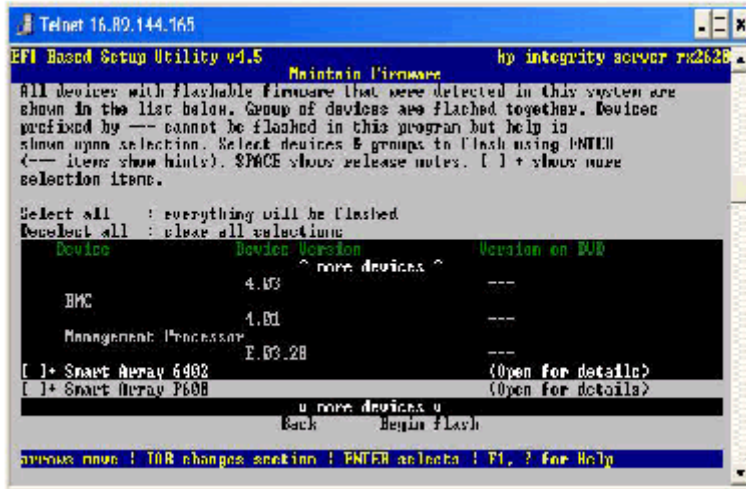 Telnet 16.89.144.165
EFI Based Setup Utility v4.5 hp integrity server rx2620
Maintain Firmware
All devices with flashable firmware that were detected in this system are
shown in the list below. Group of devices are flashed together. Devices
prefixed by --- cannot be flashed in this program but help is
shown upon selection. Select devices & groups to flash using ENTER
(--- items show hints). SPACE shows release notes. [ ] + shows more
selection items.
Select all : everything will be flashed
Deselect all : clear all selections
Device Device Version Version on DVD
^ more devices ^
4.03 ---
BMC
4.01 ---
Management Processor
E.03.28 ---
[ ]+ Smart Array 6402 (Open for details)
[ ]+ Smart Array P600 (Open for details)
v more devices v
Back Begin flash
arrows move | TAB changes section | ENTER selects | F1, ? for Help